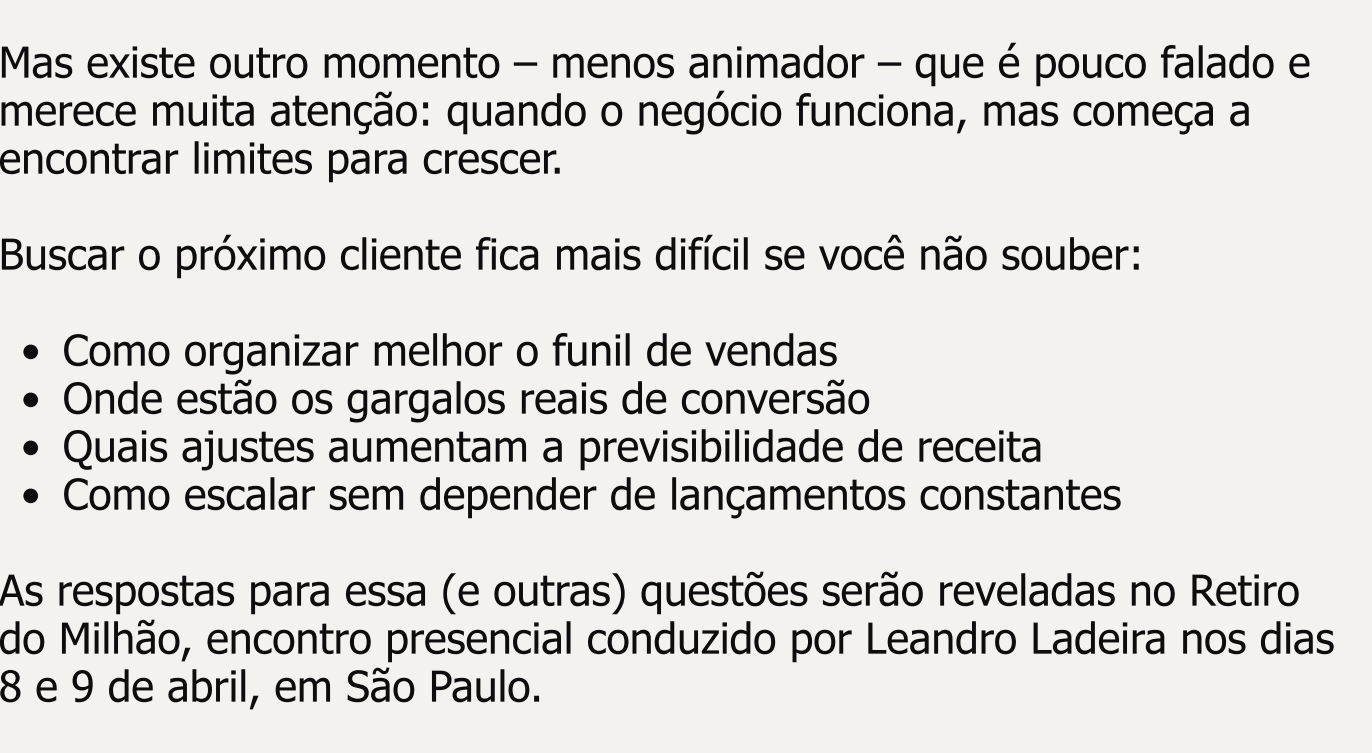 Mas existe outro momento – menos animador – que é pouco falado e
merece muita atenção: quando o negócio funciona, mas começa a
encontrar limites para crescer.
Buscar o próximo cliente fica mais difícil se você não souber:
• Como organizar melhor o funil de vendas
• Onde estão os gargalos reais de conversão
• Quais ajustes aumentam a previsibilidade de receita
• Como escalar sem depender de lançamentos constantes
As respostas para essa (e outras) questões serão reveladas no Retiro
do Milhão, encontro presencial conduzido por Leandro Ladeira nos dias
8 e 9 de abril, em São Paulo.